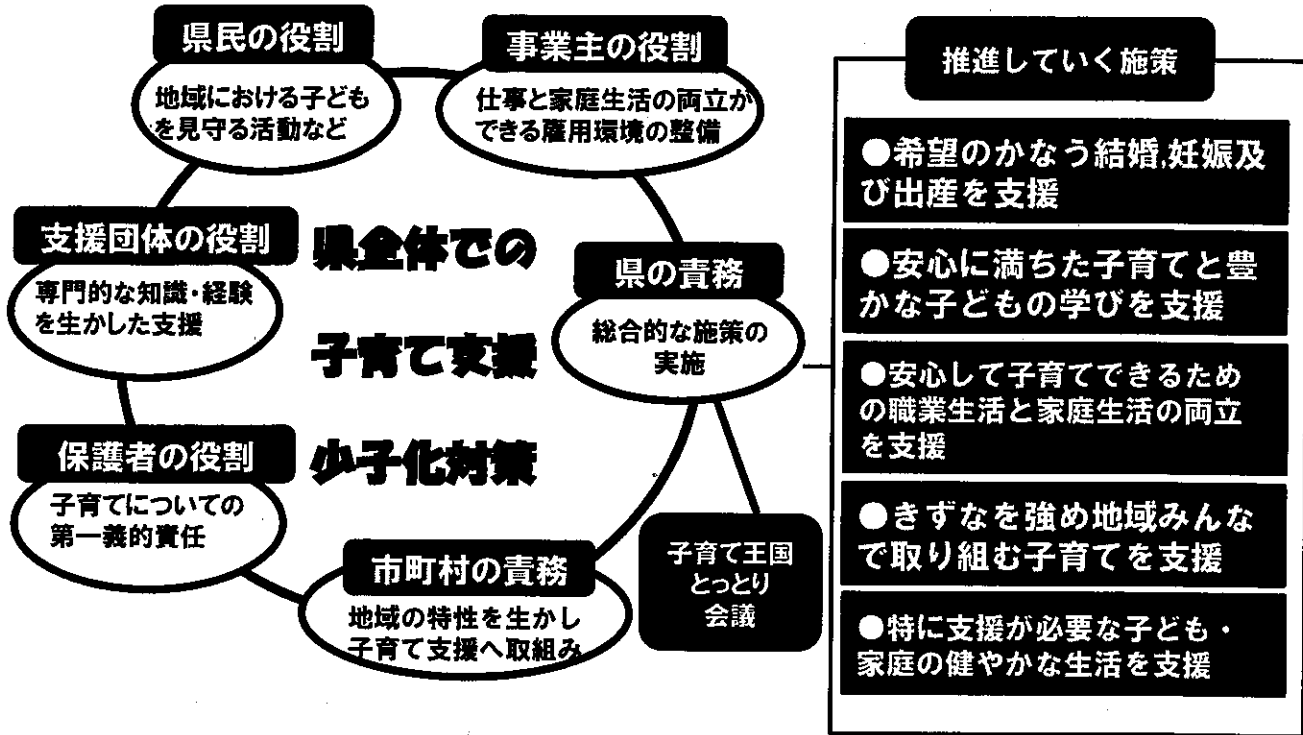 県民の役割
地域における子ども
を見守る活動など
事業主の役割
仕事と家庭生活の両立が
できる雇用環境の整備
支援団体の役割
専門的な知識・経験
を生かした支援
県全体での
子育て支援
少子化対策
県の責務
総合的な施策の
実施
保護者の役割
子育てについての
第一義的責任
市町村の責務
地域の特性を生かし
子育て支援へ取組み
子育て王国
とっとり
会議
推進していく施策
●希望のかなう結婚,妊娠及
び出産を支援
●安心に満ちた子育てと豊
かな子どもの学びを支援
●安心して子育てできるため
の職業生活と家庭生活の両立
を支援
●きずなを強め地域みんな
で取り組む子育てを支援
●特に支援が必要な子ども・
家庭の健やかな生活を支援